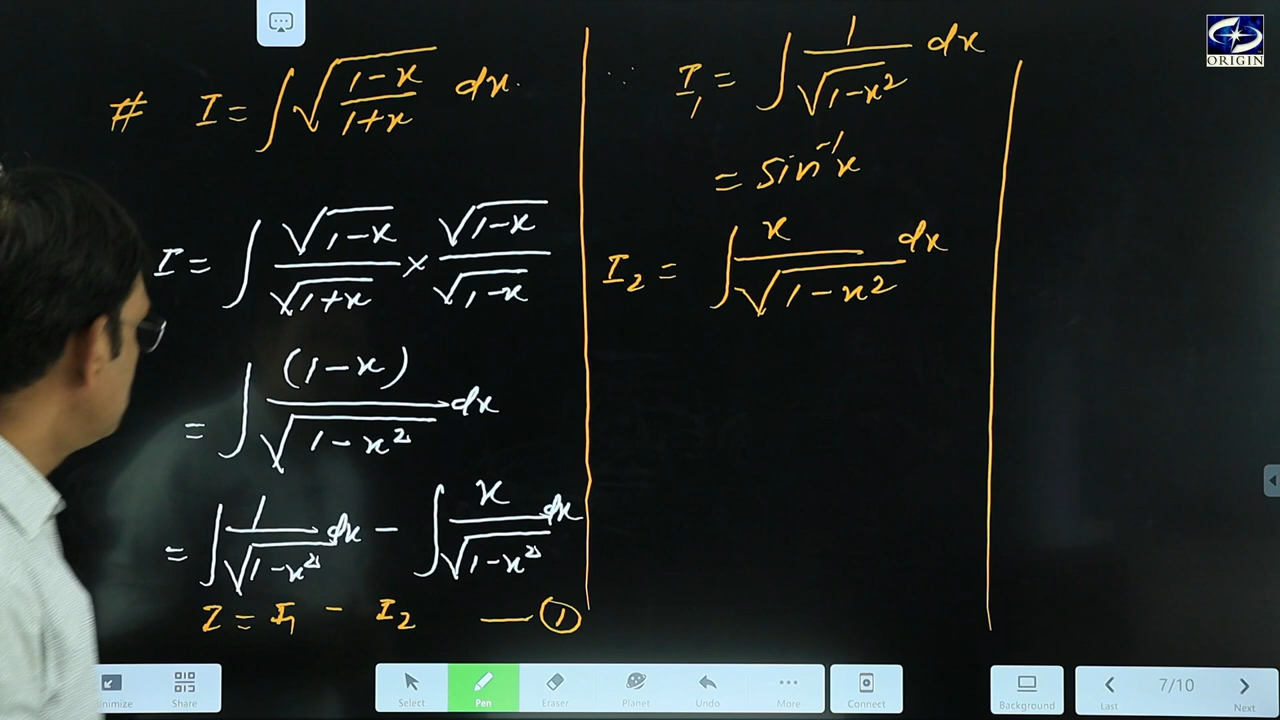 # I = ∫ √((1-x)/(1+x)) dx.
I = ∫ √(1-x)/√(1+x) × √(1-x)/√(1-x)
= ∫ (1-x)/√(1-x²) dx
= ∫ 1/√(1-x²) dx - ∫ x/√(1-x²) dx
I = I₁ - I₂ —①
∵ I₁ = ∫ 1/√(1-x²) dx
= sin⁻¹x
I₂ = ∫ x/√(1-x²) dx
ORIGIN
inimize
Share
Select
Pen
Eraser
Planet
Undo
More
Connect
Background
Last
7/10
Next